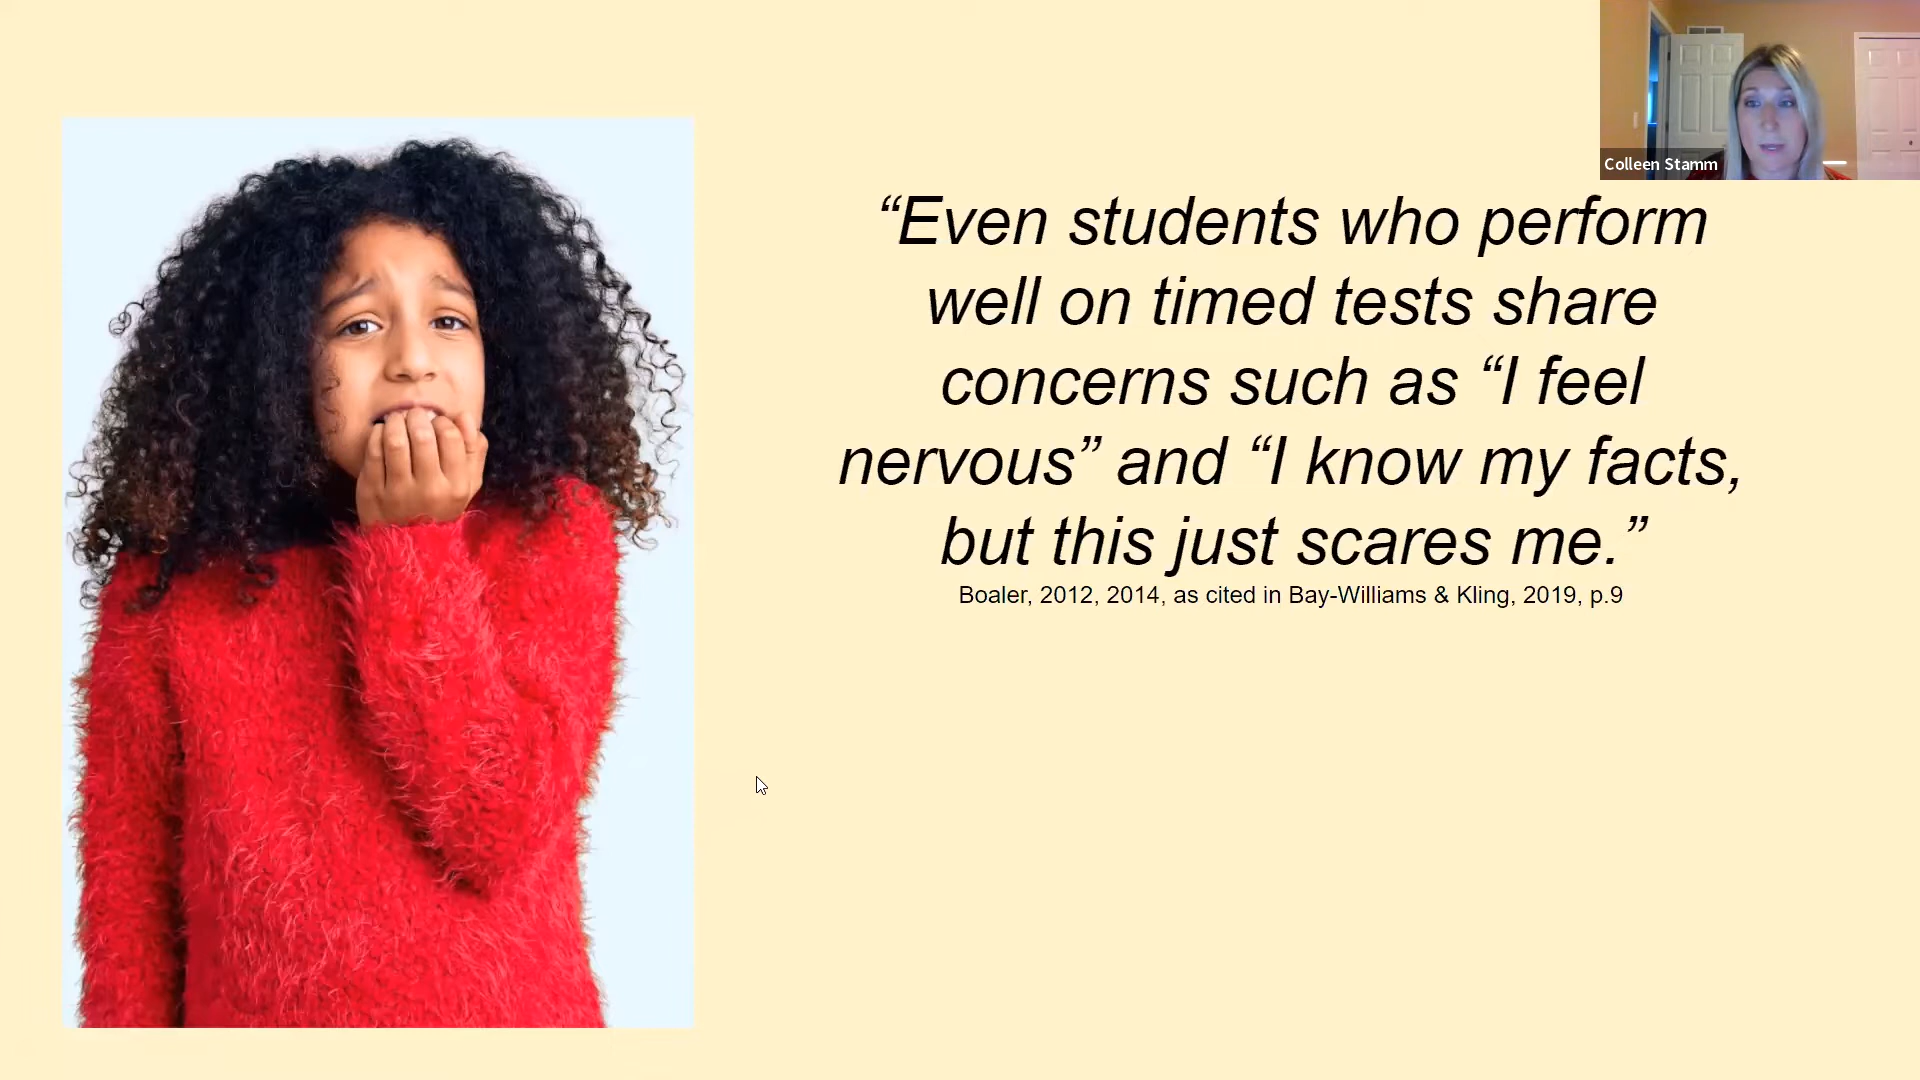 Colleen Stamm
“Even students who perform
well on timed tests share
concerns such as “I feel
nervous” and “I know my facts,
but this just scares me.”
Boaler, 2012, 2014, as cited in Bay-Williams & Kling, 2019, p.9